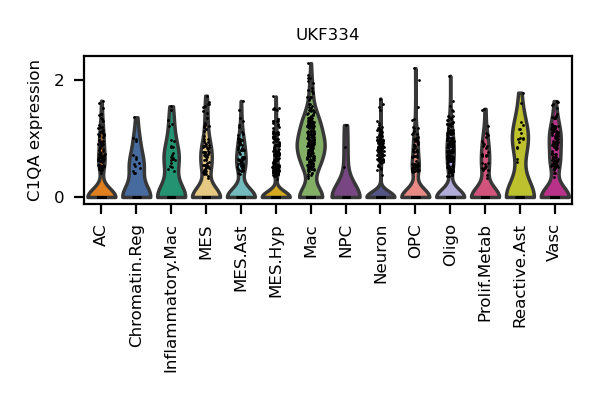 UKF334
C1QA expression
2
0
AC
Chromatin.Reg
Inflammatory.Mac
MES
MES.Ast
MES.Hyp
Mac
NPC
Neuron
OPC
Oligo
Prolif.Metab
Reactive.Ast
Vasc